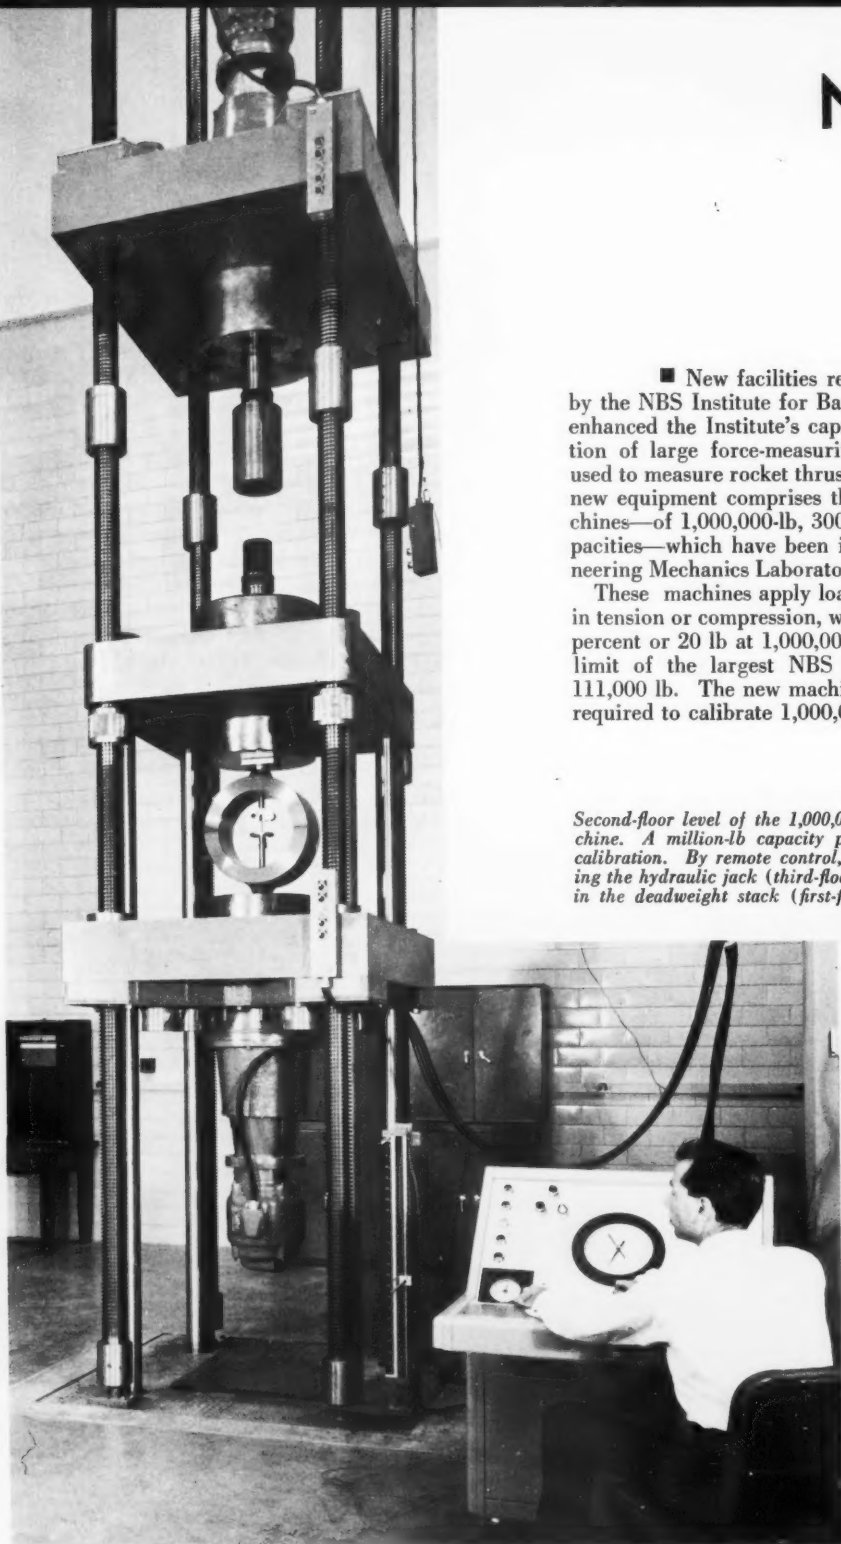 N
■ New facilities re
by the NBS Institute for Ba
enhanced the Institute's cap
tion of large force-measuri
used to measure rocket thrus
new equipment comprises th
chines—of 1,000,000-lb, 300
pacities—which have been i
neering Mechanics Laborato
These machines apply loa
in tension or compression, w
percent or 20 lb at 1,000,00
limit of the largest NBS
111,000 lb. The new machi
required to calibrate 1,000,0
Second-floor level of the 1,000,0
chine. A million-lb capacity p
calibration. By remote control,
ing the hydraulic jack (third-floo
in the deadweight stack (first-f